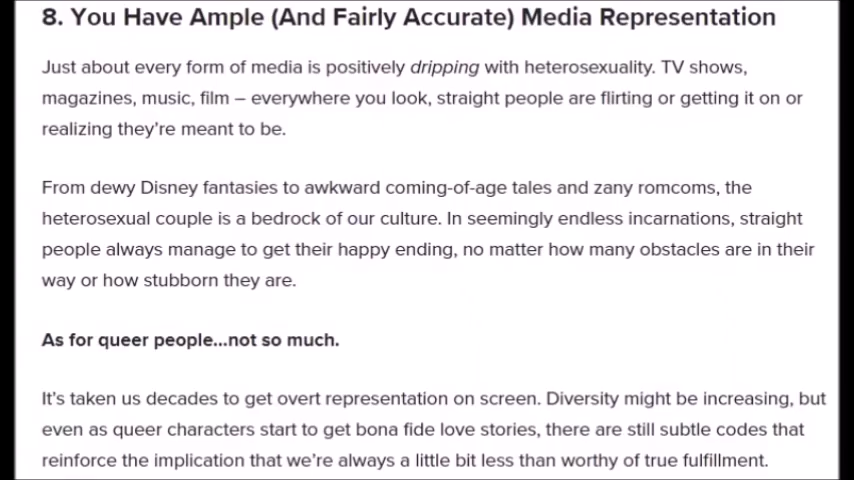 8. You Have Ample (And Fairly Accurate) Media Representation
Just about every form of media is positively dripping with heterosexuality. TV shows,
magazines, music, film – everywhere you look, straight people are flirting or getting it on or
realizing they're meant to be.
From dewy Disney fantasies to awkward coming-of-age tales and zany romcoms, the
heterosexual couple is a bedrock of our culture. In seemingly endless incarnations, straight
people always manage to get their happy ending, no matter how many obstacles are in their
way or how stubborn they are.
As for queer people...not so much.
It's taken us decades to get overt representation on screen. Diversity might be increasing, but
even as queer characters start to get bona fide love stories, there are still subtle codes that
reinforce the implication that we're always a little bit less than worthy of true fulfillment.